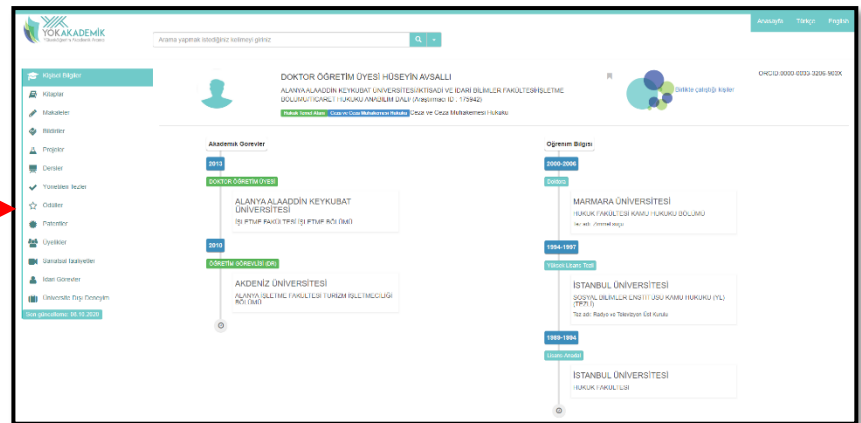 Anasayfa Türkçe English
YÖKAKADEMİK
Yükseköğretim Akademik Arama
Arama yapmak istediğiniz kelimeyi giriniz
Kişisel Bilgiler
Kitaplar
Makaleler
Bildiriler
Projeler
Dersler
Yönetilen Tezler
Ödüller
Patentler
Üyelikler
Sanatsal Faaliyetler
İdari Görevler
Üniversite Dışı Deneyim
Son güncelleme: 16.10.2020
DOKTOR ÖĞRETİM ÜYESİ HÜSEYİN AVSALLI
ALANYA ALAADDİN KEYKUBAT ÜNİVERSİTESİ/İKTİSADİ VE İDARİ BİLİMLER FAKÜLTESİ/İŞLETME
BÖLÜMÜ/TİCARET HUKUKU ANABİLİM DALI/ (Araştırmacı ID : 175942)
Hukuk Temel Alanı Ceza ve Ceza Muhakemesi Hukuku Ceza ve Ceza Muhakemesi Hukuku
Birlikte çalıştığı kişiler
ORCID:0000-0003-3206-903X
Akademik Görevler
2013
DOKTOR ÖĞRETİM ÜYESİ
ALANYA ALAADDİN KEYKUBAT
ÜNİVERSİTESİ
İŞLETME FAKÜLTESİ İŞLETME BÖLÜMÜ
2010
ÖĞRETİM GÖREVLİSİ (DR)
AKDENİZ ÜNİVERSİTESİ
ALANYA İŞLETME FAKÜLTESİ TURİZM İŞLETMECİLİĞİ
BÖLÜMÜ
Öğrenim Bilgisi
2000-2006
Doktora
MARMARA ÜNİVERSİTESİ
HUKUK FAKÜLTESİ KAMU HUKUKU BÖLÜMÜ
Tez adı: Zimmet suçu
1994-1997
Yüksek Lisans Tezli
İSTANBUL ÜNİVERSİTESİ
SOSYAL BİLİMLER ENSTİTÜSÜ KAMU HUKUKU (YL)
(TEZLİ)
Tez adı: Radyo ve Televizyon Üst Kurulu
1989-1994
Lisans-Anadal
İSTANBUL ÜNİVERSİTESİ
HUKUK FAKÜLTESİ